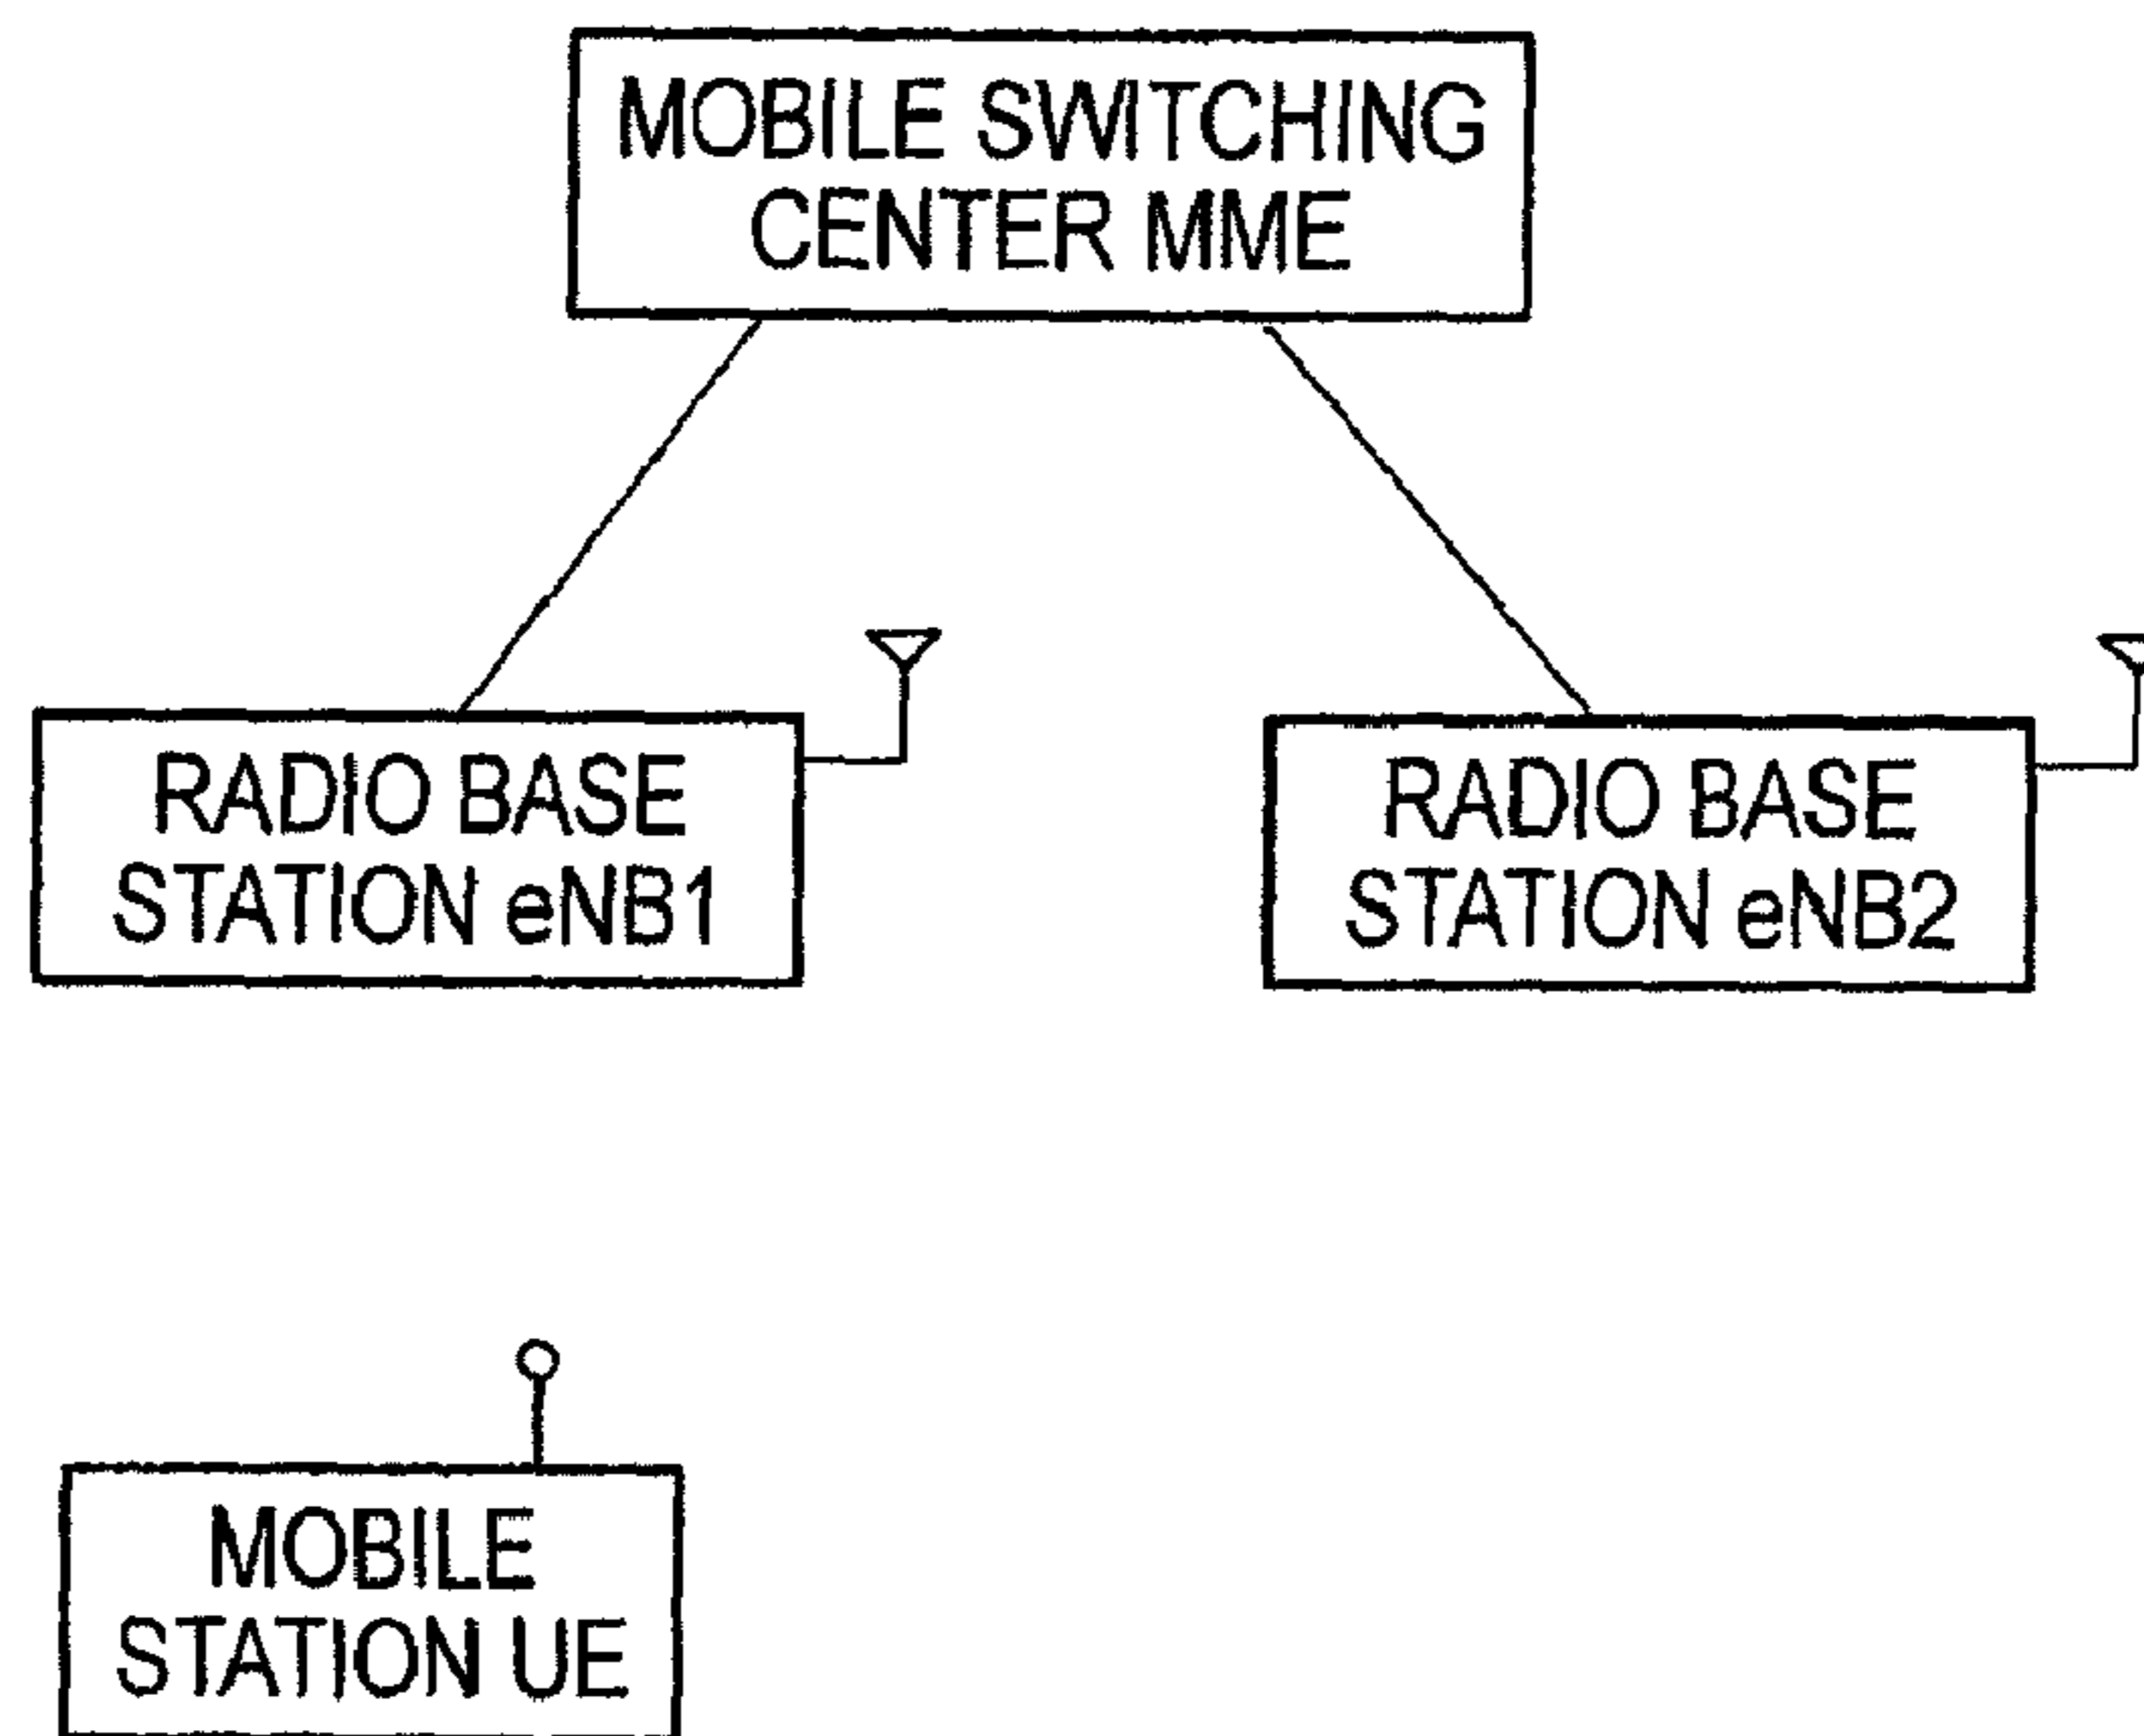 MOBILE SWITCHING
CENTER MME
RADIO BASE
STATION eNB1
RADIO BASE
STATION eNB2
MOBILE
STATION UE